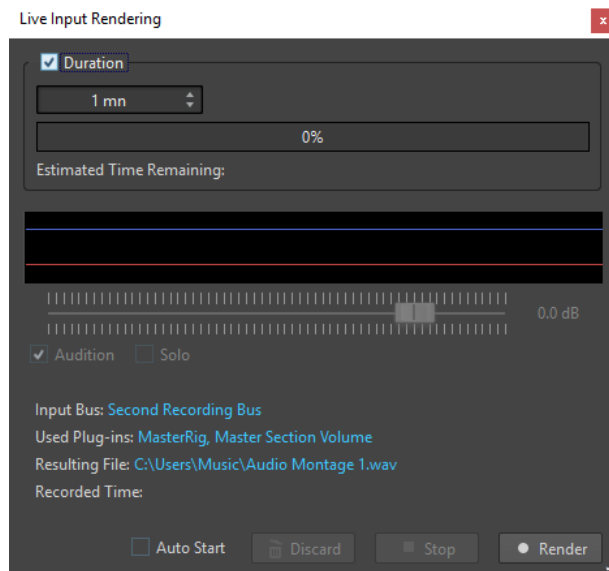 Live Input Rendering
x
Duration
1 mn
0%
Estimated Time Remaining:
0.0 dB
Audition Solo
Input Bus: Second Recording Bus
Used Plug-ins: MasterRig, Master Section Volume
Resulting File: C:\Users\Music\Audio Montage 1.wav
Recorded Time:
Auto Start Discard Stop Render